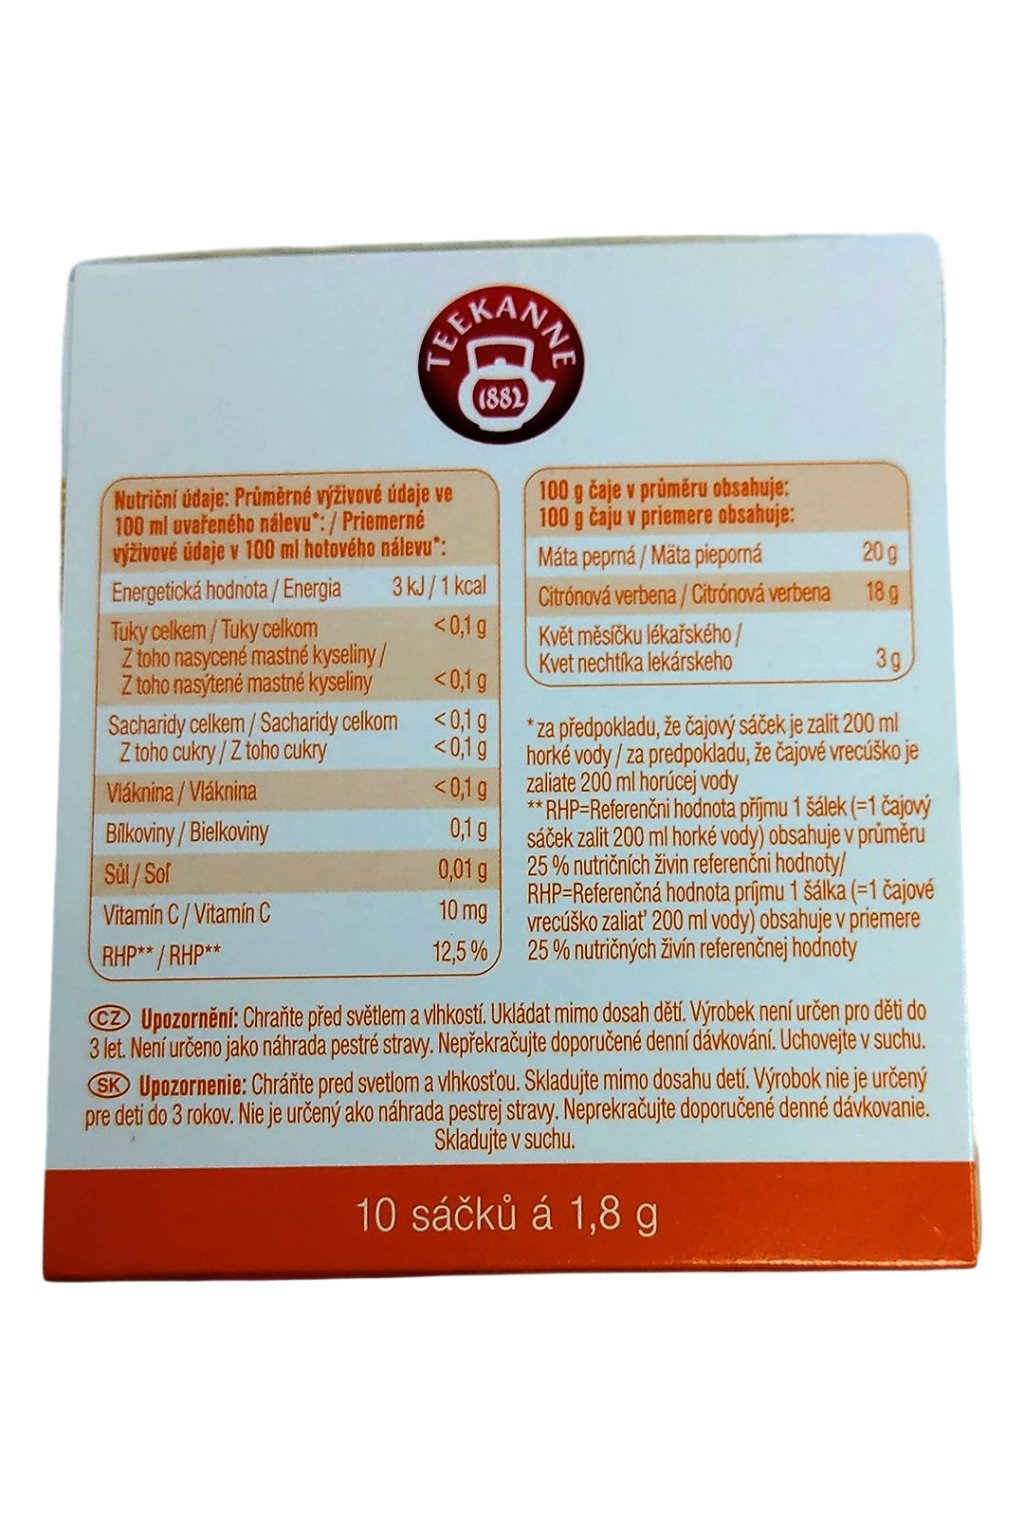 TEEKANNE
1882
Nutriční údaje: Průměrné výživové údaje ve
100 ml uvařeného nálevu*: / Priemerné
výživové údaje v 100 ml hotového nálevu*:
Energetická hodnota / Energia 3 kJ / 1 kcal
Tuky celkem / Tuky celkom < 0,1 g
Z toho nasycené mastné kyseliny /
Z toho nasýtené mastné kyseliny < 0,1 g
Sacharidy celkem / Sacharidy celkom < 0,1 g
Z toho cukry / Z toho cukry < 0,1 g
Vláknina / Vláknina < 0,1 g
Bílkoviny / Bielkoviny 0,1 g
Sůl / Soľ 0,01 g
Vitamín C / Vitamín C 10 mg
RHP** / RHP** 12,5 %
100 g čaje v průměru obsahuje:
100 g čaju v priemere obsahuje:
Máta peprná / Mäta pieporná 20 g
Citrónová verbena / Citrónová verbena 18 g
Květ měsíčku lékařského /
Kvet nechtíka lekárskeho 3 g
* za předpokladu, že čajový sáček je zalit 200 ml
horké vody / za predpokladu, že čajové vrecúško je
zaliate 200 ml horúcej vody
** RHP=Referenčni hodnota příjmu 1 šálek (=1 čajový
sáček zalit 200 ml horké vody) obsahuje v průměru
25 % nutričních živin referenčni hodnoty/
RHP=Referenčná hodnota príjmu 1 šálka (=1 čajové
vrecúško zaliať 200 ml vody) obsahuje v priemere
25 % nutričných živín referenčnej hodnoty
CZ Upozornění: Chraňte před světlem a vlhkostí. Ukládat mimo dosah dětí. Výrobek není určen pro děti do
3 let. Není určeno jako náhrada pestré stravy. Nepřekračujte doporučené denní dávkování. Uchovejte v suchu.
SK Upozornenie: Chráňte pred svetlom a vlhkosťou. Skladujte mimo dosahu detí. Výrobok nie je určený
pre deti do 3 rokov. Nie je určený ako náhrada pestrej stravy. Neprekračujte doporučené denné dávkovanie.
Skladujte v suchu.
10 sáčků á 1,8 g